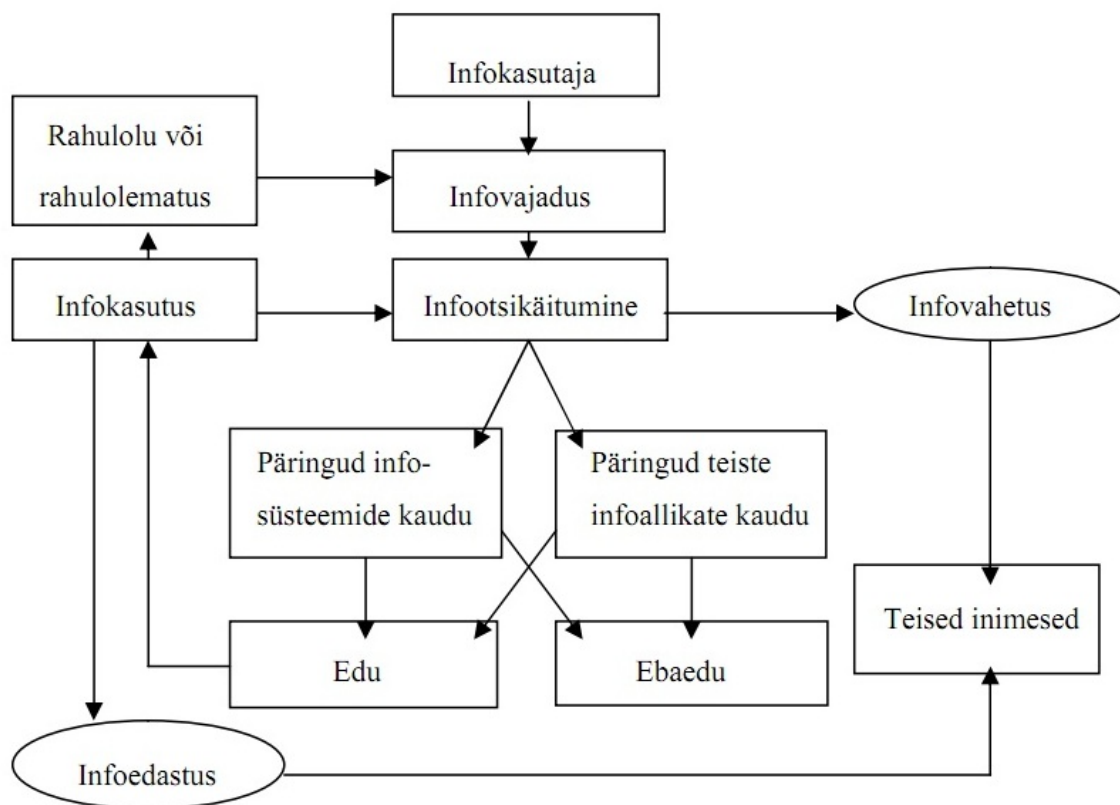 Infokasutaja
Rahulolu või
rahulolematus
Infovajadus
Infokasutus
Infootsikäitumine
Infovahetus
Päringud info-
süsteemide kaudu
Päringud teiste
infoallikate kaudu
Teised inimesed
Edu
Ebaedu
Infoedastus